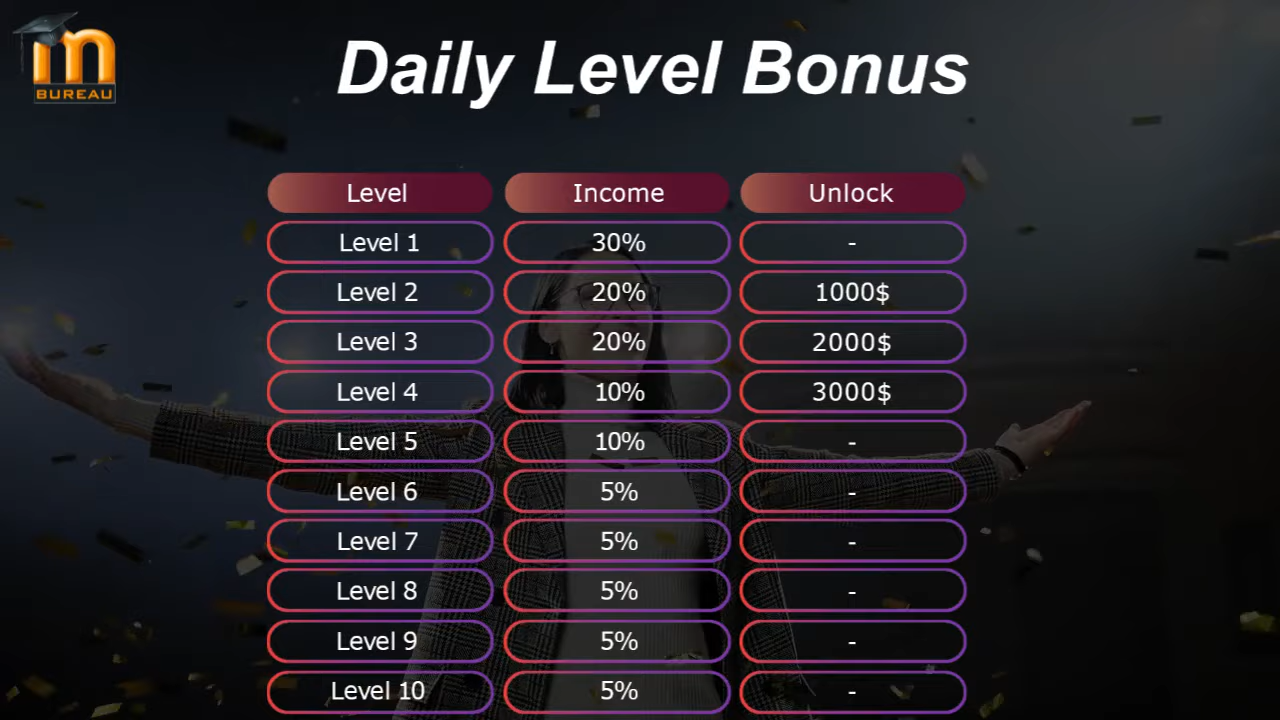 m
BUREAU
Daily Level Bonus
Level Income Unlock
Level 1 30% -
Level 2 20% 1000$
Level 3 20% 2000$
Level 4 10% 3000$
Level 5 10% -
Level 6 5% -
Level 7 5% -
Level 8 5% -
Level 9 5% -
Level 10 5% -